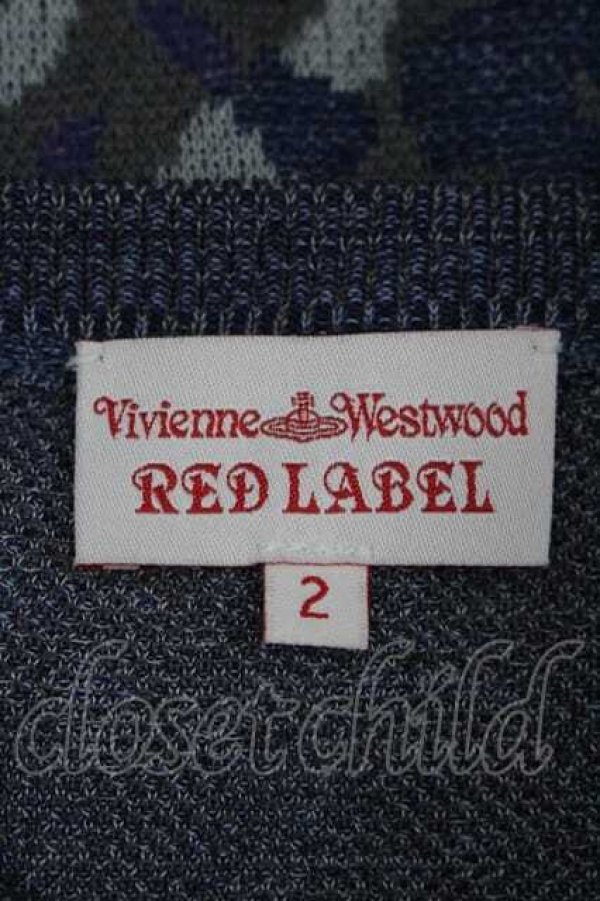 Vivienne Westwood
RED LABEL
2
closet child